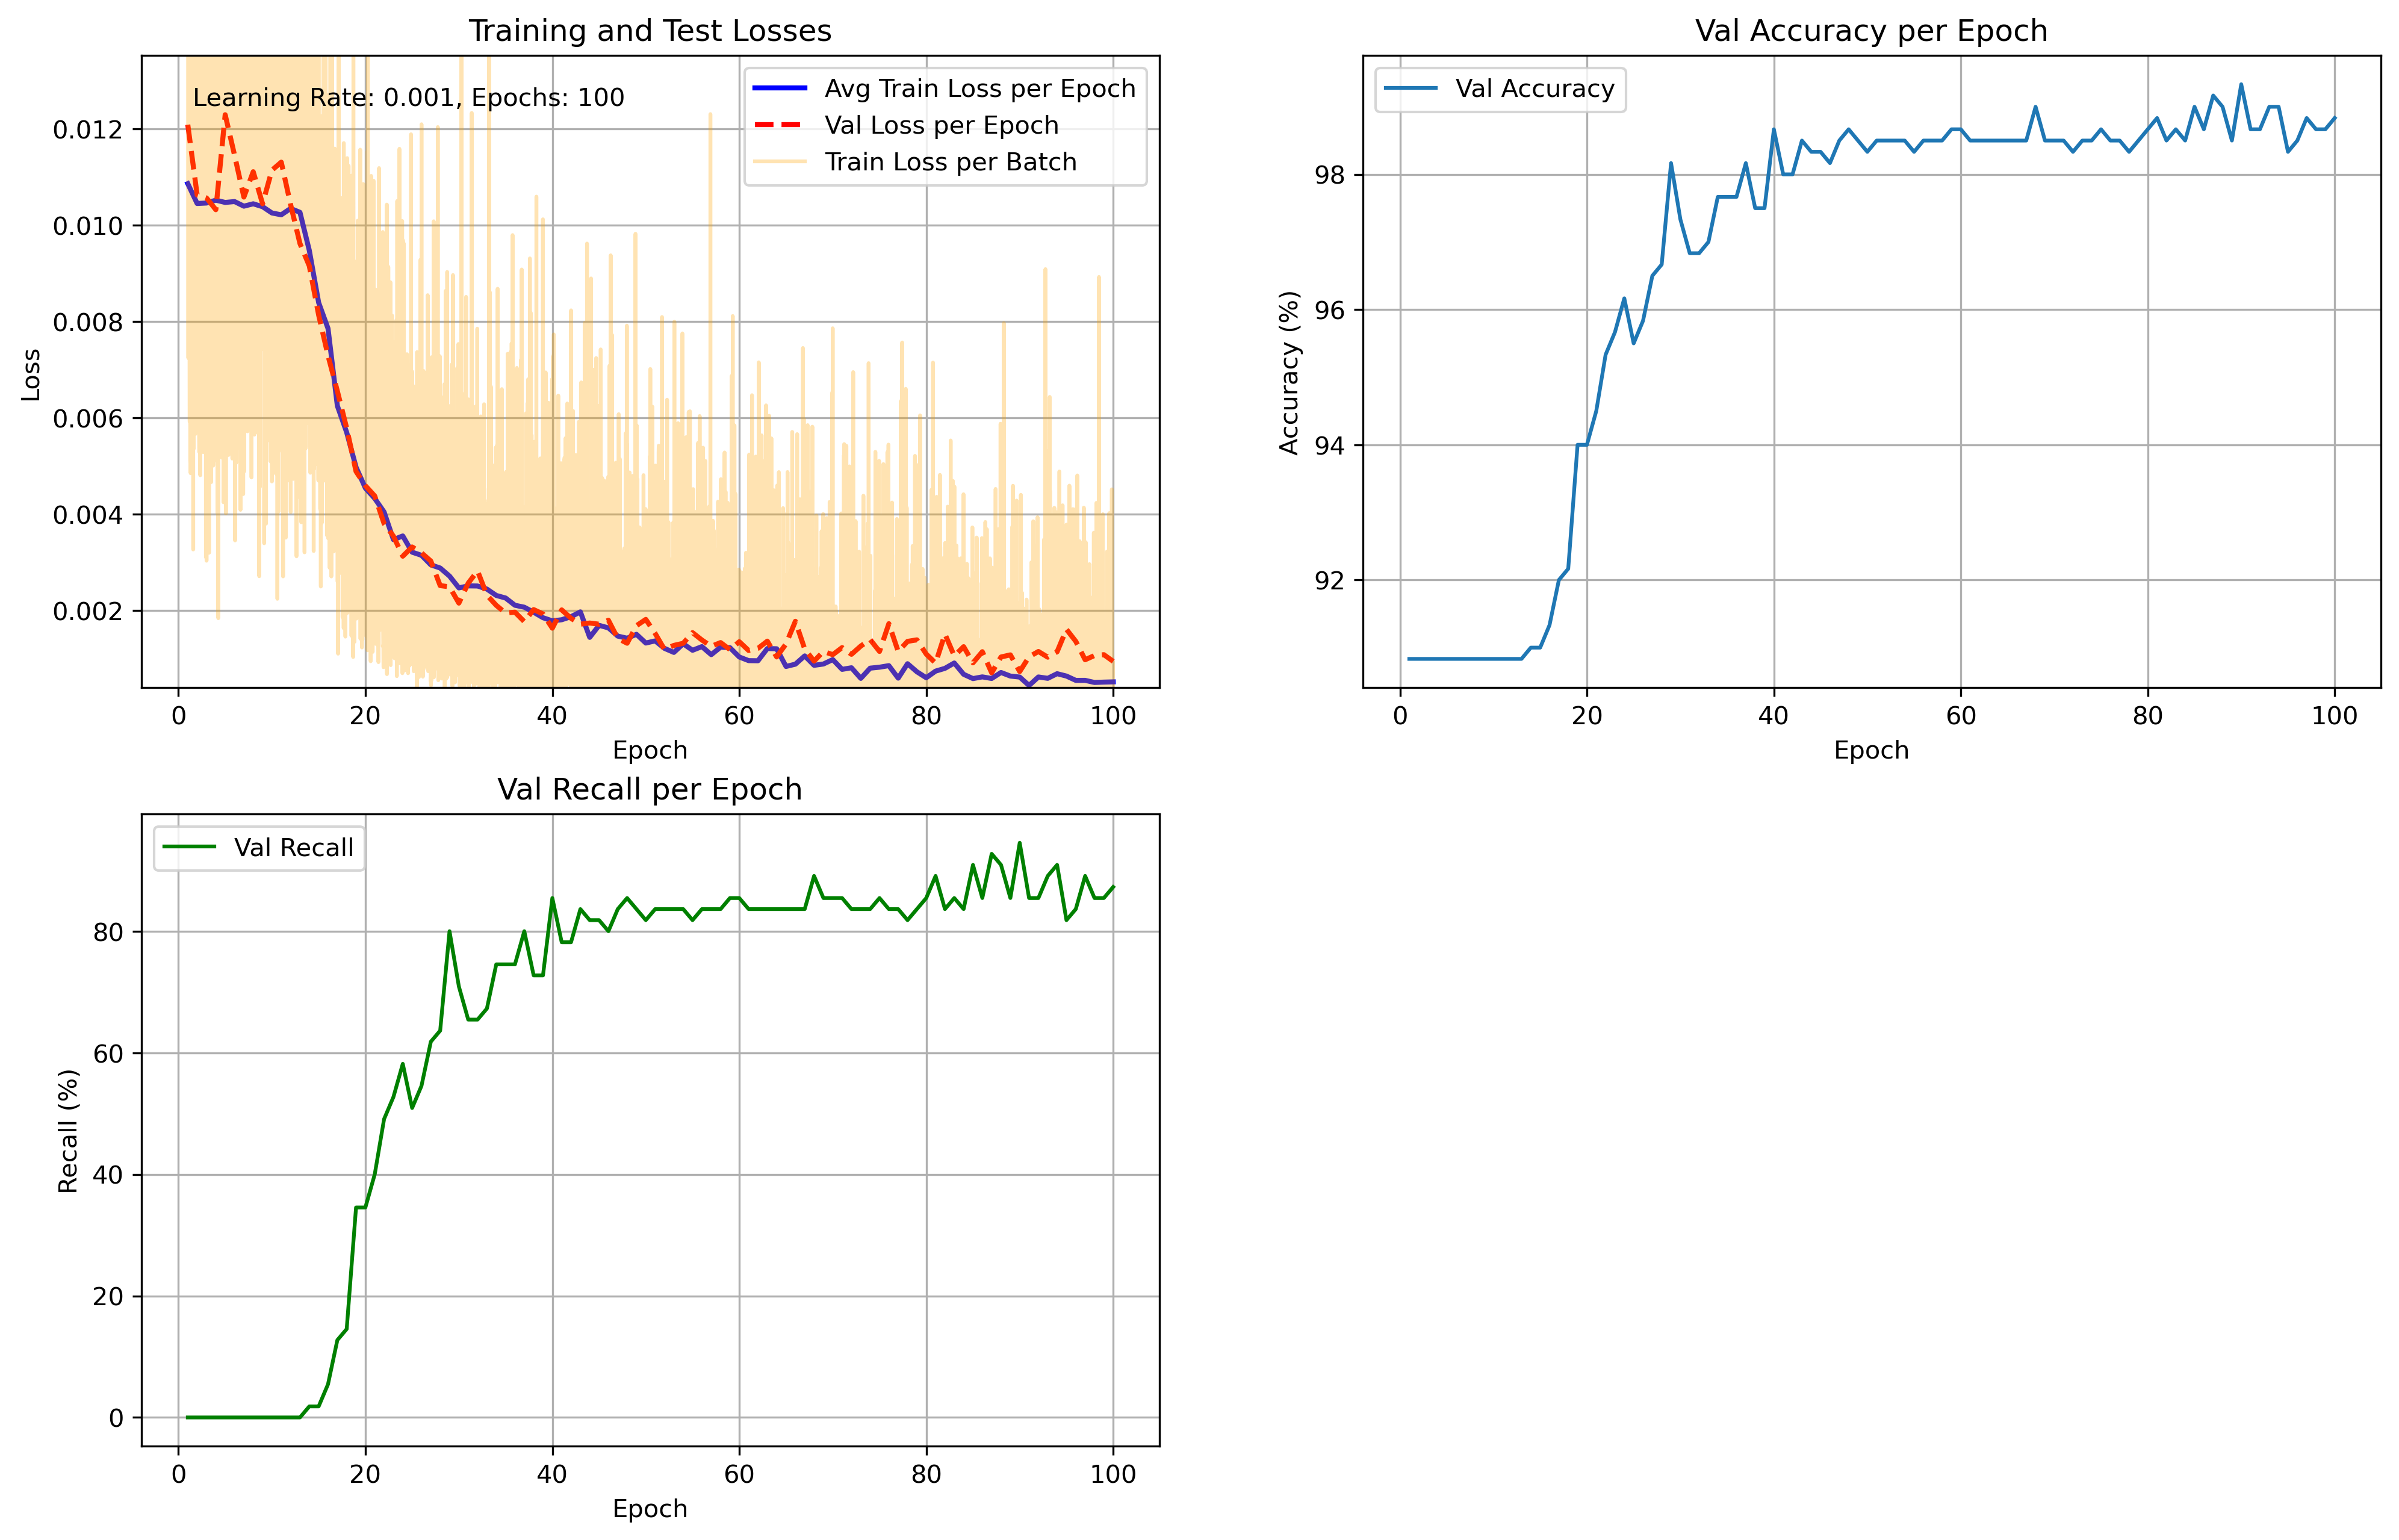 Training and Test Losses
Learning Rate: 0.001, Epochs: 100
Avg Train Loss per Epoch
Val Loss per Epoch
Train Loss per Batch
0.012
0.010
0.008
0.006
0.004
0.002
Loss
0 20 40 60 80 100
Epoch
Val Accuracy per Epoch
Val Accuracy
98
96
94
92
Accuracy (%)
0 20 40 60 80 100
Epoch
Val Recall per Epoch
Val Recall
80
60
40
20
0
Recall (%)
0 20 40 60 80 100
Epoch